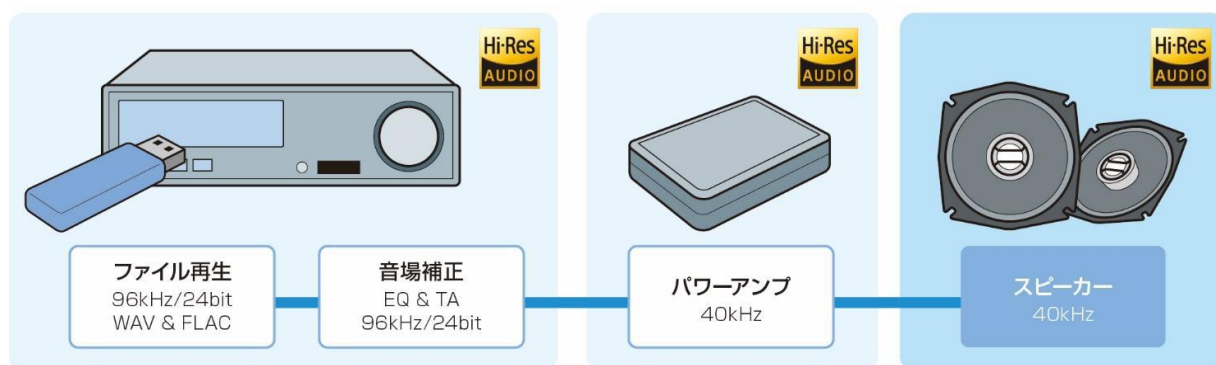 Hi-Res
AUDIO
Hi-Res
AUDIO
Hi-Res
AUDIO
ファイル再生
96kHz/24bit
WAV & FLAC
音場補正
EQ & TA
96kHz/24bit
パワーアンプ
40kHz
スピーカー
40kHz